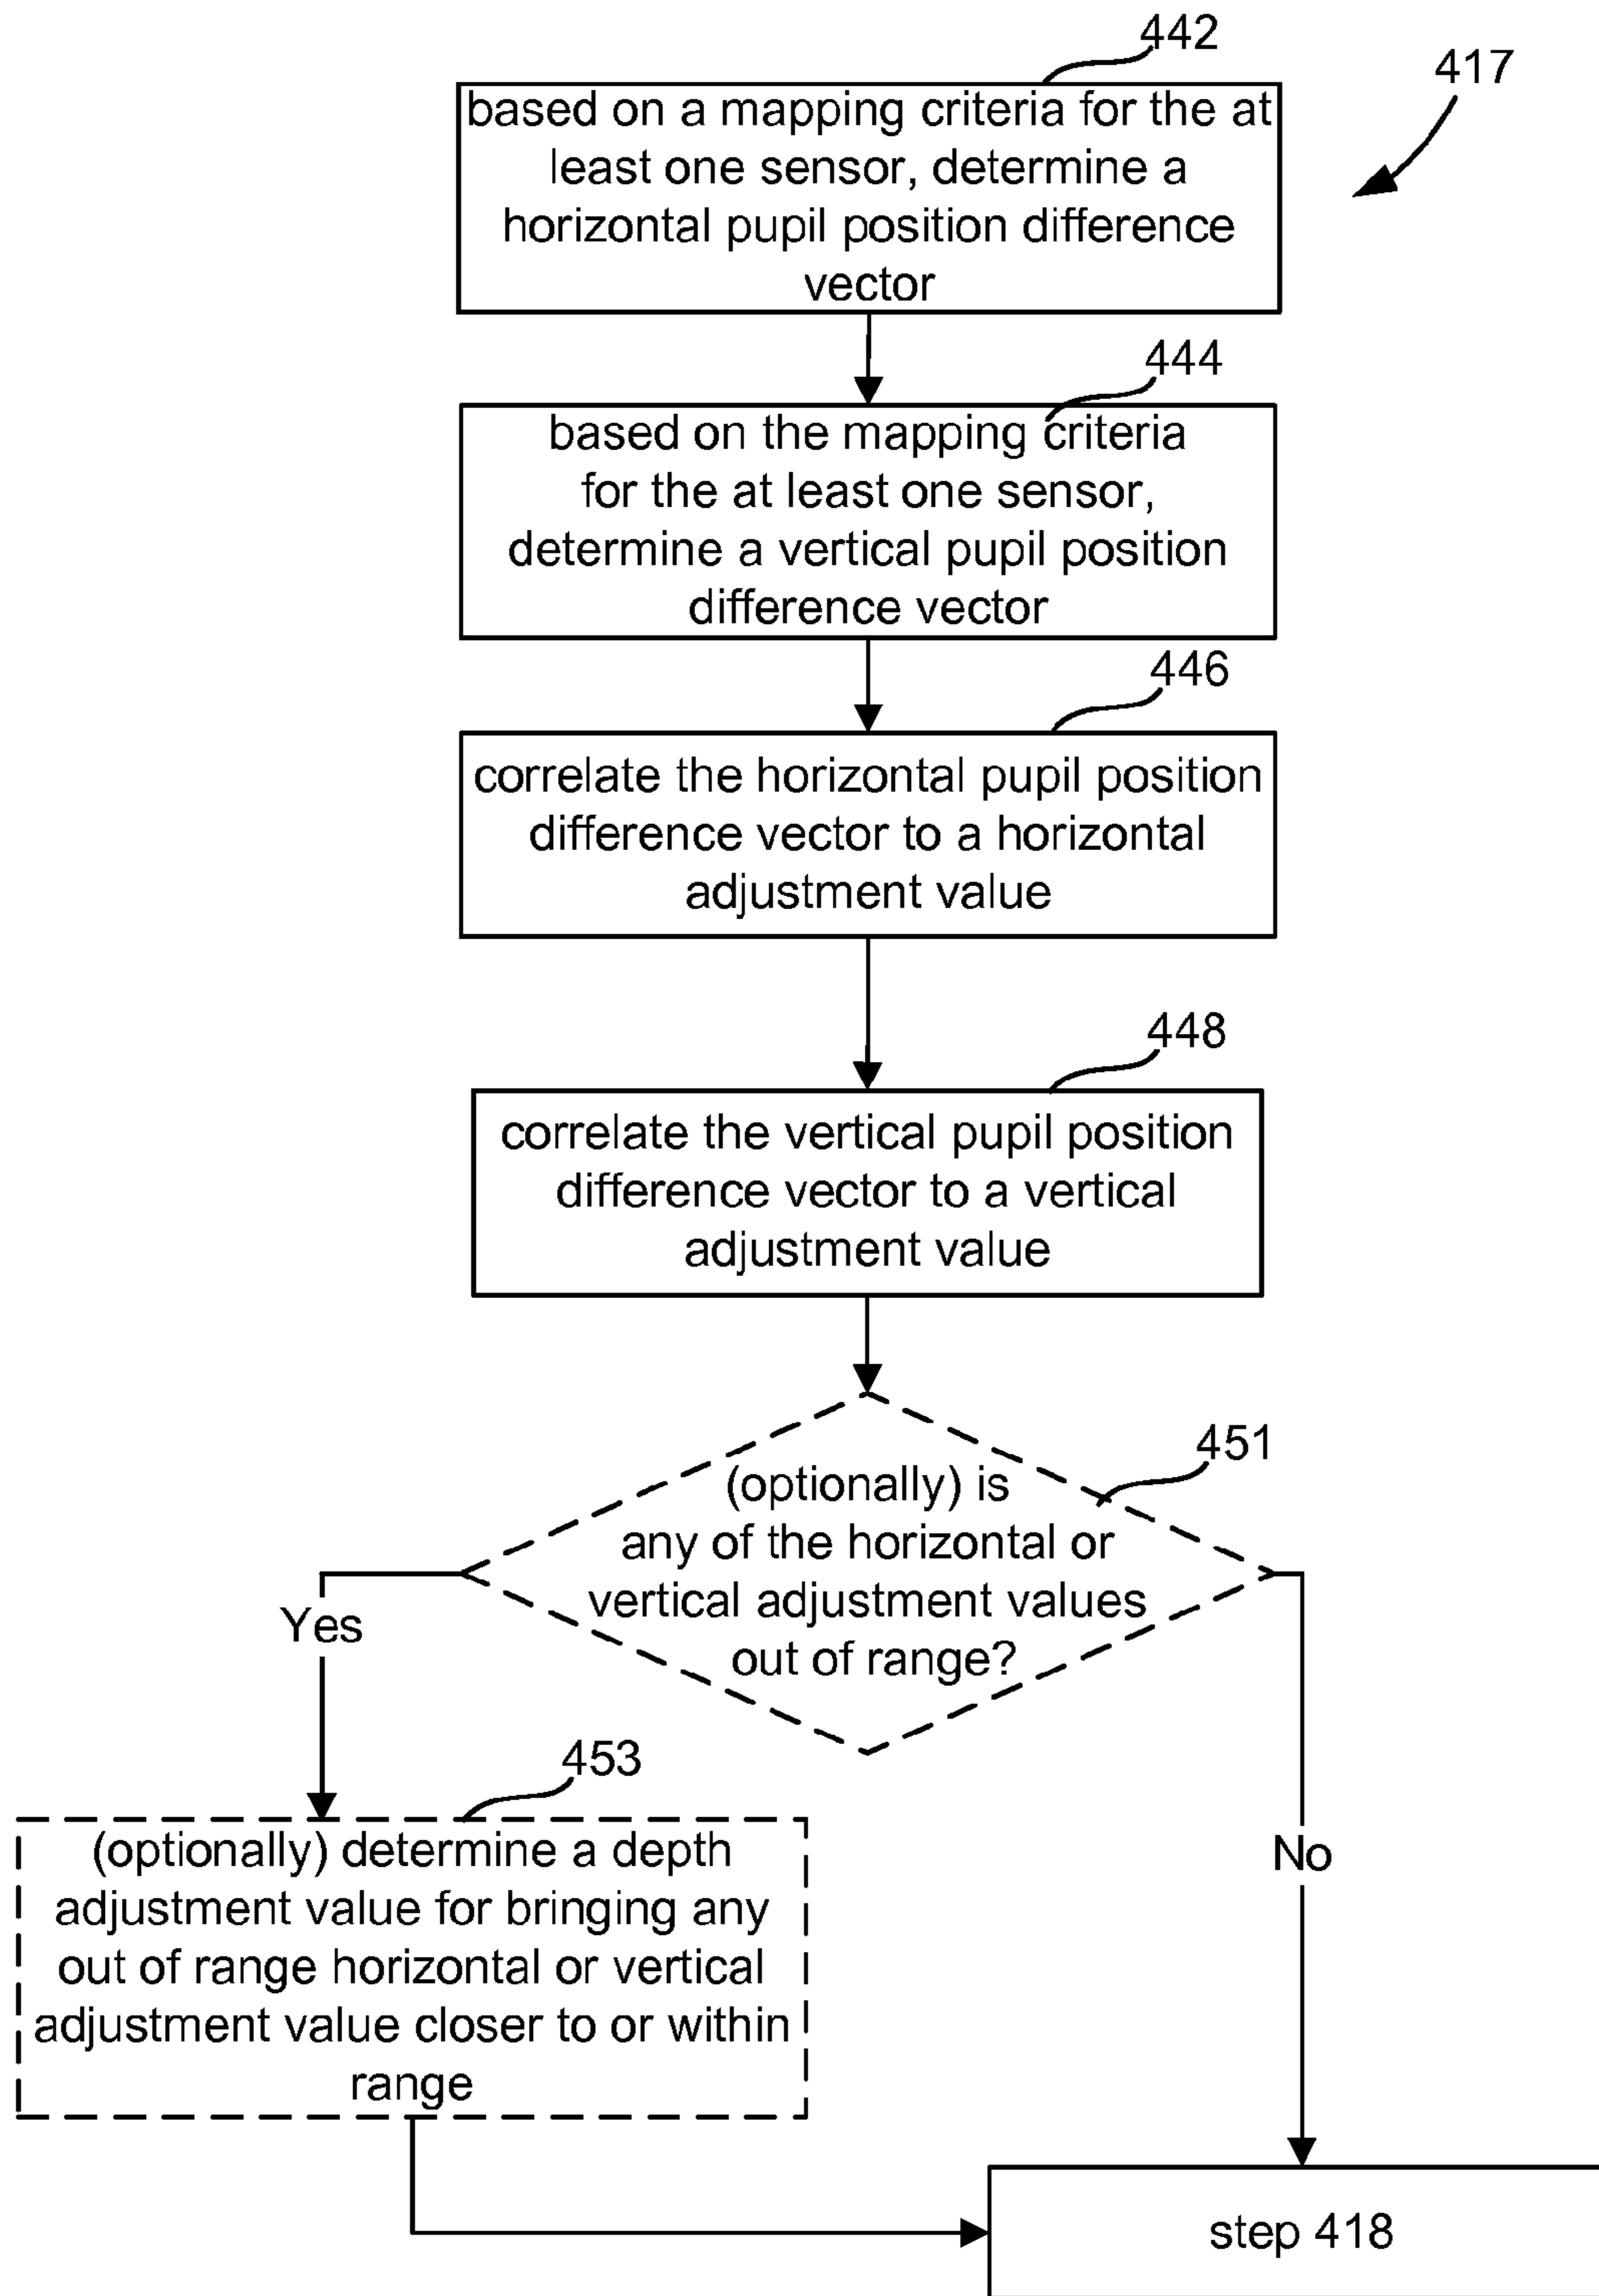 442
417
based on a mapping criteria for the at
least one sensor, determine a
horizontal pupil position difference
vector
444
based on the mapping criteria
for the at least one sensor,
determine a vertical pupil position
difference vector
446
correlate the horizontal pupil position
difference vector to a horizontal
adjustment value
448
correlate the vertical pupil position
difference vector to a vertical
adjustment value
451
(optionally) is
any of the horizontal or
vertical adjustment values
out of range?
Yes
453
(optionally) determine a depth
adjustment value for bringing any
out of range horizontal or vertical
adjustment value closer to or within
range
No
step 418